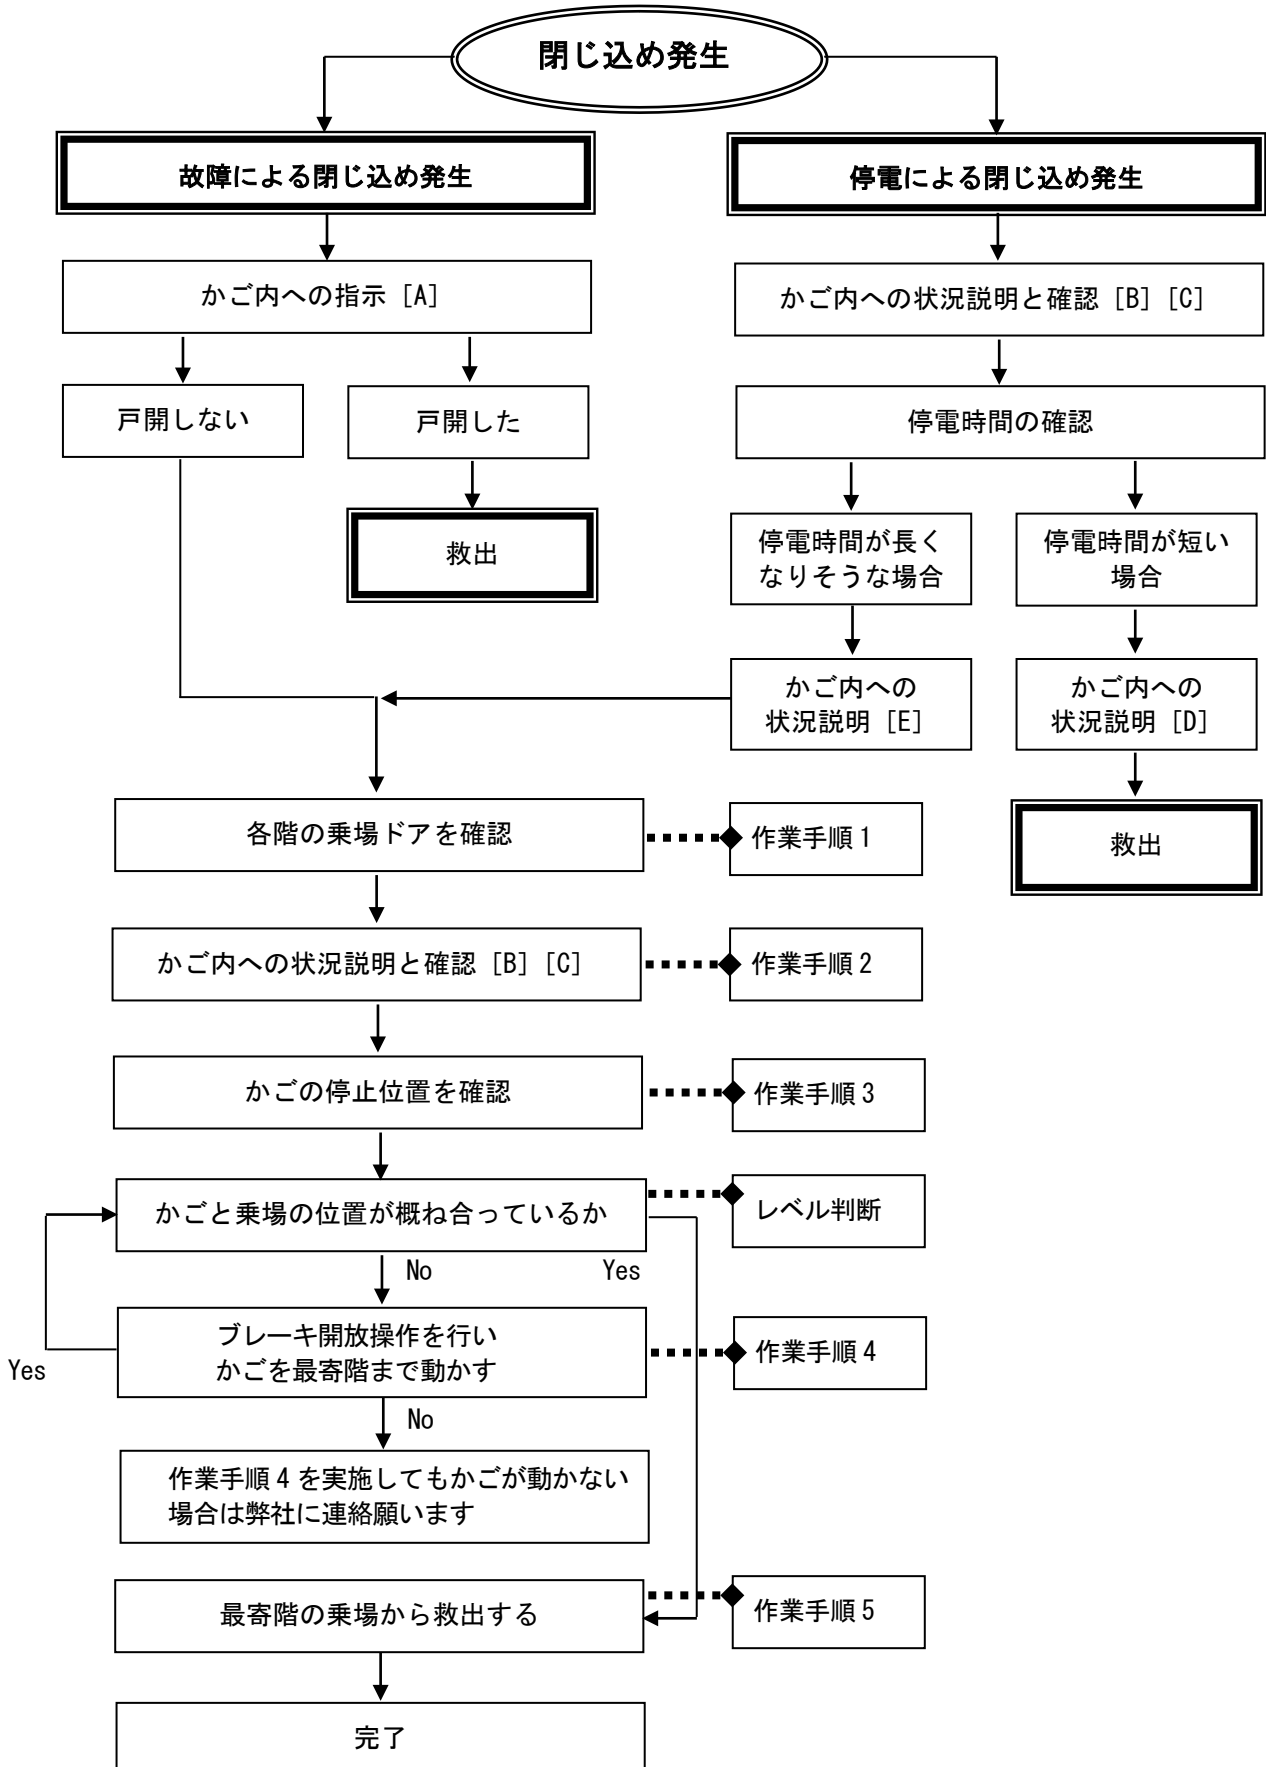 閉じ込め発生
故障による閉じ込め発生
停電による閉じ込め発生
かご内への指示 [A]
かご内への状況説明と確認 [B] [C]
戸開しない
戸開した
停電時間の確認
救出
停電時間が長く
なりそうな場合
停電時間が短い
場合
かご内への
状況説明 [E]
かご内への
状況説明 [D]
各階の乗場ドアを確認
作業手順1
救出
かご内への状況説明と確認 [B] [C]
作業手順2
かごの停止位置を確認
作業手順3
かごと乗場の位置が概ね合っているか
レベル判断
No
Yes
ブレーキ開放操作を行い
かごを最寄階まで動かす
作業手順4
Yes
No
作業手順4を実施してもかごが動かない
場合は弊社に連絡願います
最寄階の乗場から救出する
作業手順5
完了